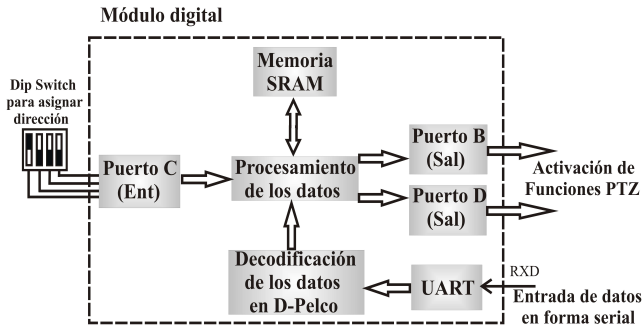 Módulo digital
Dip Switch
para asignar
dirección
Memoria
SRAM
Puerto C
(Ent)
Procesamiento
de los datos
Puerto B
(Sal)
Puerto D
(Sal)
Activación de
Funciones PTZ
Decodificación
de los datos
en D-Pelco
UART
RXD
Entrada de datos
en forma serial